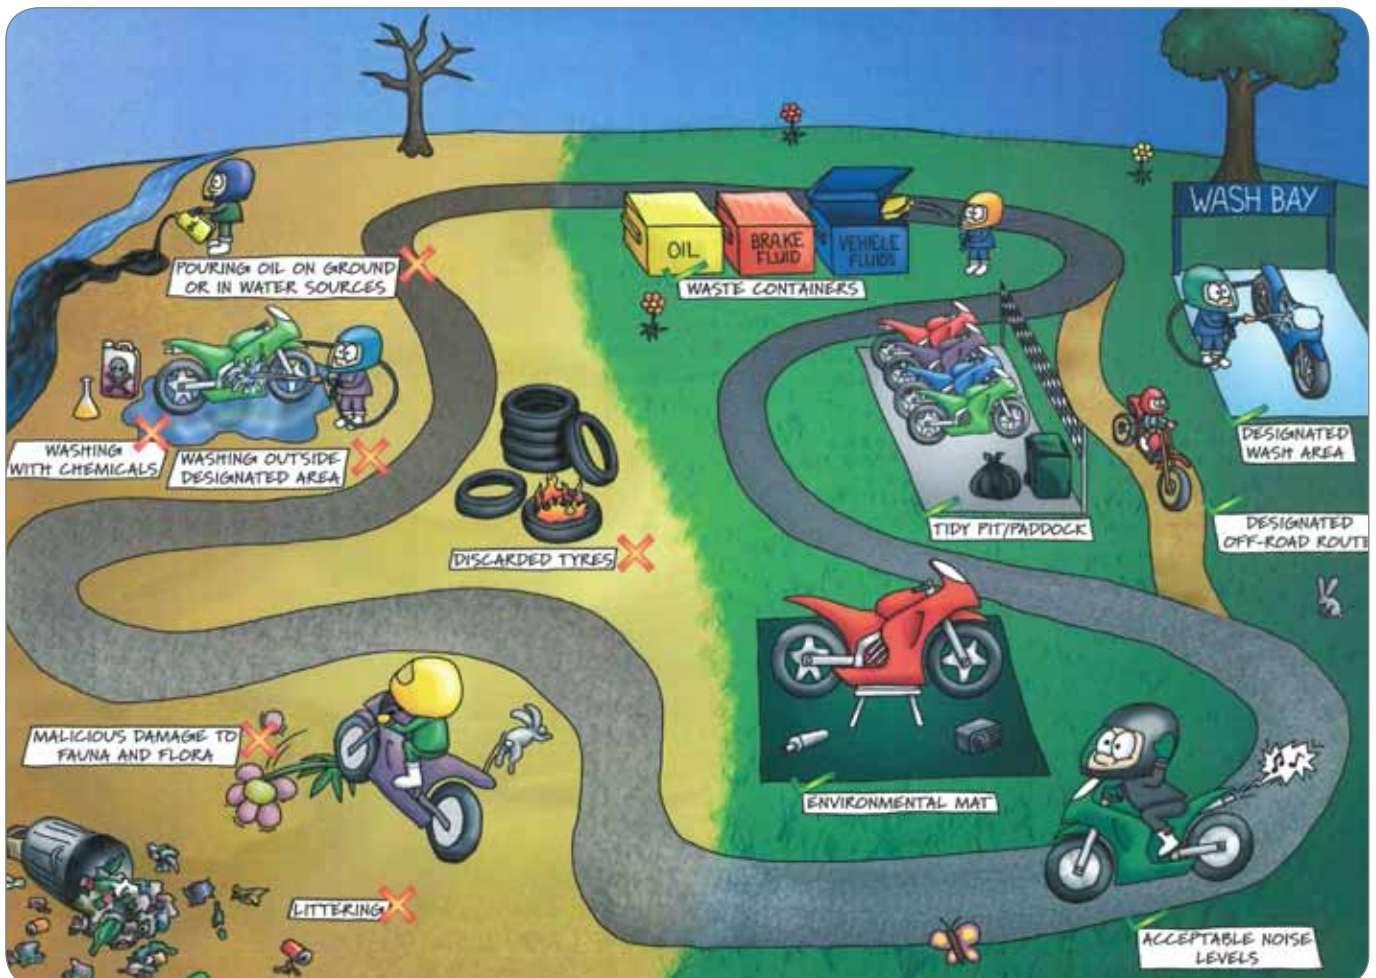 WASH BAY
OIL
BRAKE
FLUID
VEHICLE
FLUIDS
POURING OIL ON GROUND
OR IN WATER SOURCES
WASTE CONTAINERS
WASHING
WITH CHEMICALS
WASHING OUTSIDE
DESIGNATED AREA
DESIGNATED
WASH AREA
TIDY PIT/PADDOCK
DESIGNATED
OFF-ROAD ROUTE
DISCARDED TYRES
MALICIOUS DAMAGE TO
FAUNA AND FLORA
ENVIRONMENTAL MAT
LITTERING
ACCEPTABLE NOISE
LEVELS